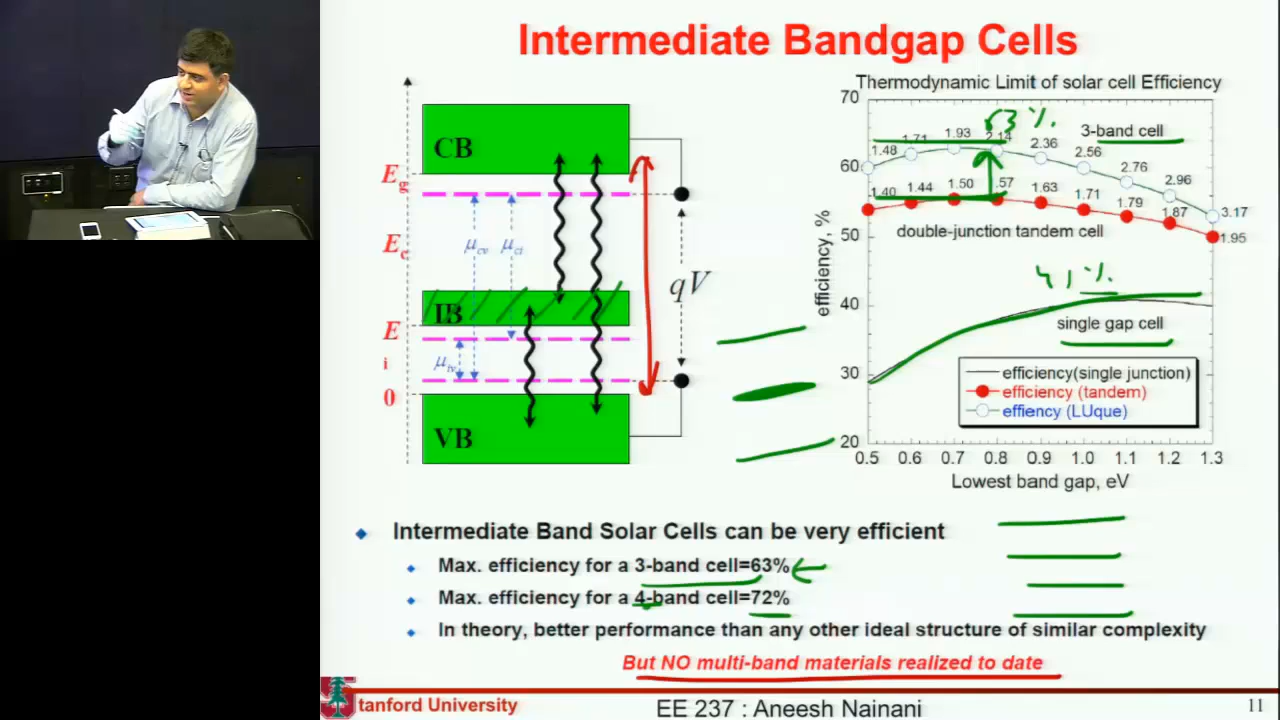 Intermediate Bandgap Cells
CB
E
g
E
c
μcv
μci
qV
IB
E
i
μiv
0
VB
Thermodynamic Limit of solar cell Efficiency
70
60
50
40
30
20
efficiency, %
63 %
3-band cell
1.48
1.71
1.93
2.14
2.36
2.56
2.76
2.96
3.17
1.40
1.44
1.50
.57
1.63
1.71
1.79
1.87
1.95
double-junction tandem cell
41 %
single gap cell
efficiency(single junction)
efficiency (tandem)
effiency (LUque)
0.5 0.6 0.7 0.8 0.9 1.0 1.1 1.2 1.3
Lowest band gap, eV
Intermediate Band Solar Cells can be very efficient
Max. efficiency for a 3-band cell=63%
Max. efficiency for a 4-band cell=72%
In theory, better performance than any other ideal structure of similar complexity
But NO multi-band materials realized to date
Stanford University
EE 237 : Aneesh Nainani
11